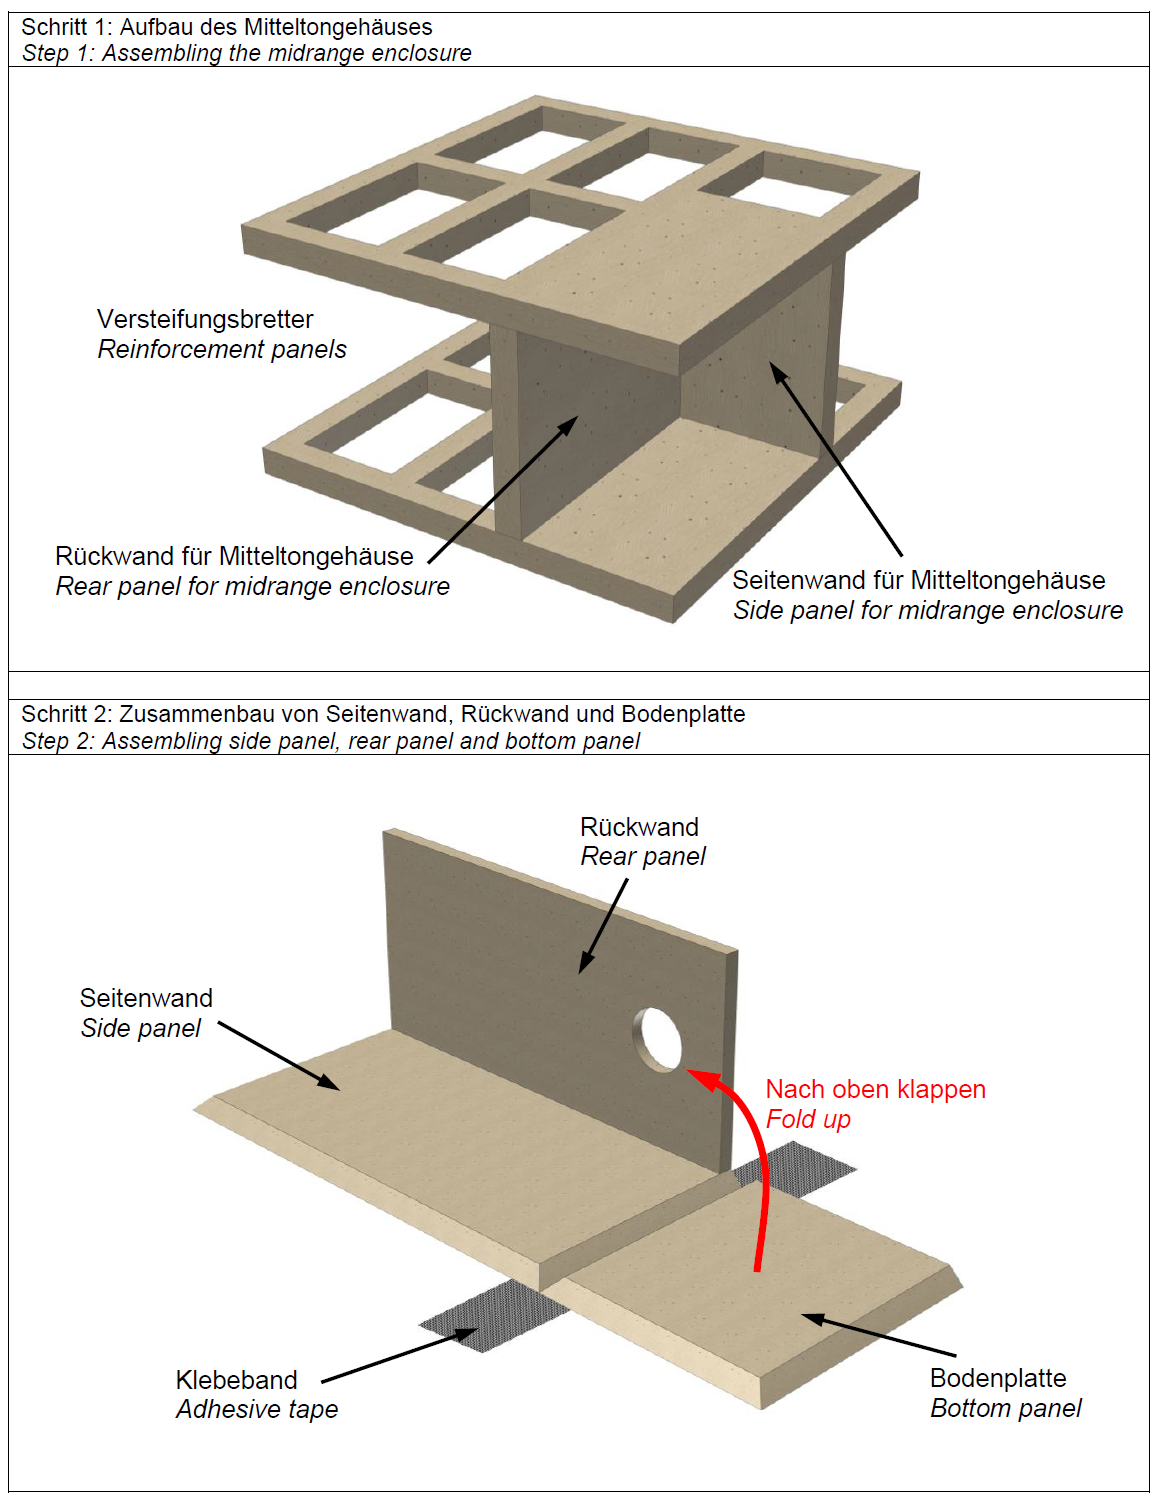 Schritt 1: Aufbau des Mitteltongehäuses
Step 1: Assembling the midrange enclosure
Versteifungsbretter
Reinforcement panels
Rückwand für Mitteltongehäuse
Rear panel for midrange enclosure
Seitenwand für Mitteltongehäuse
Side panel for midrange enclosure
Schritt 2: Zusammenbau von Seitenwand, Rückwand und Bodenplatte
Step 2: Assembling side panel, rear panel and bottom panel
Rückwand
Rear panel
Seitenwand
Side panel
Nach oben klappen
Fold up
Klebeband
Adhesive tape
Bodenplatte
Bottom panel